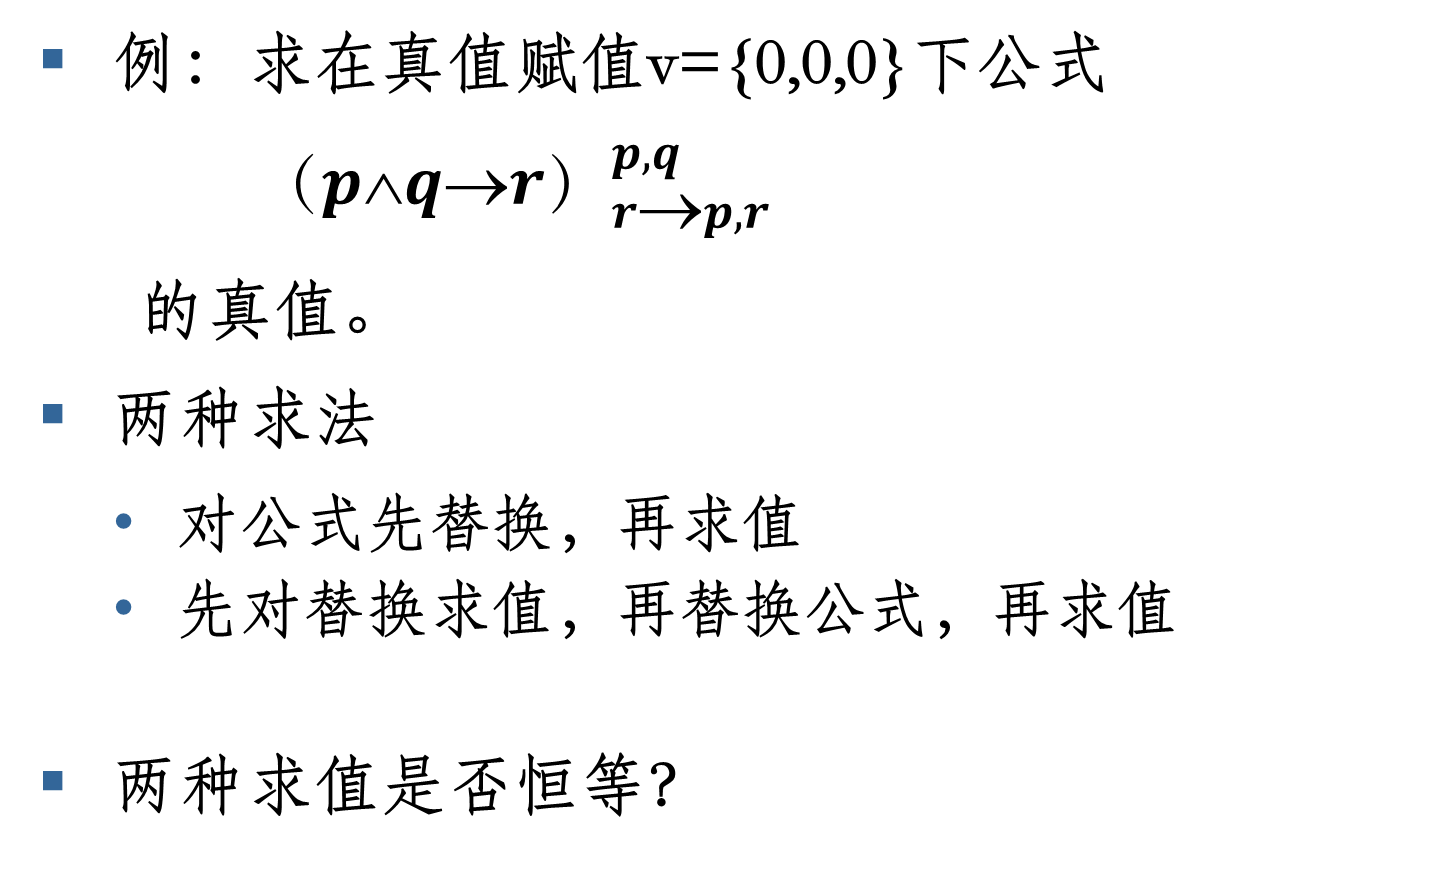 例：求在真值赋值v={0,0,0}下公式
（p∧q→r） p,q
r→p,r
的真值。
两种求法
对公式先替换，再求值
先对替换求值，再替换公式，再求值
两种求值是否恒等?